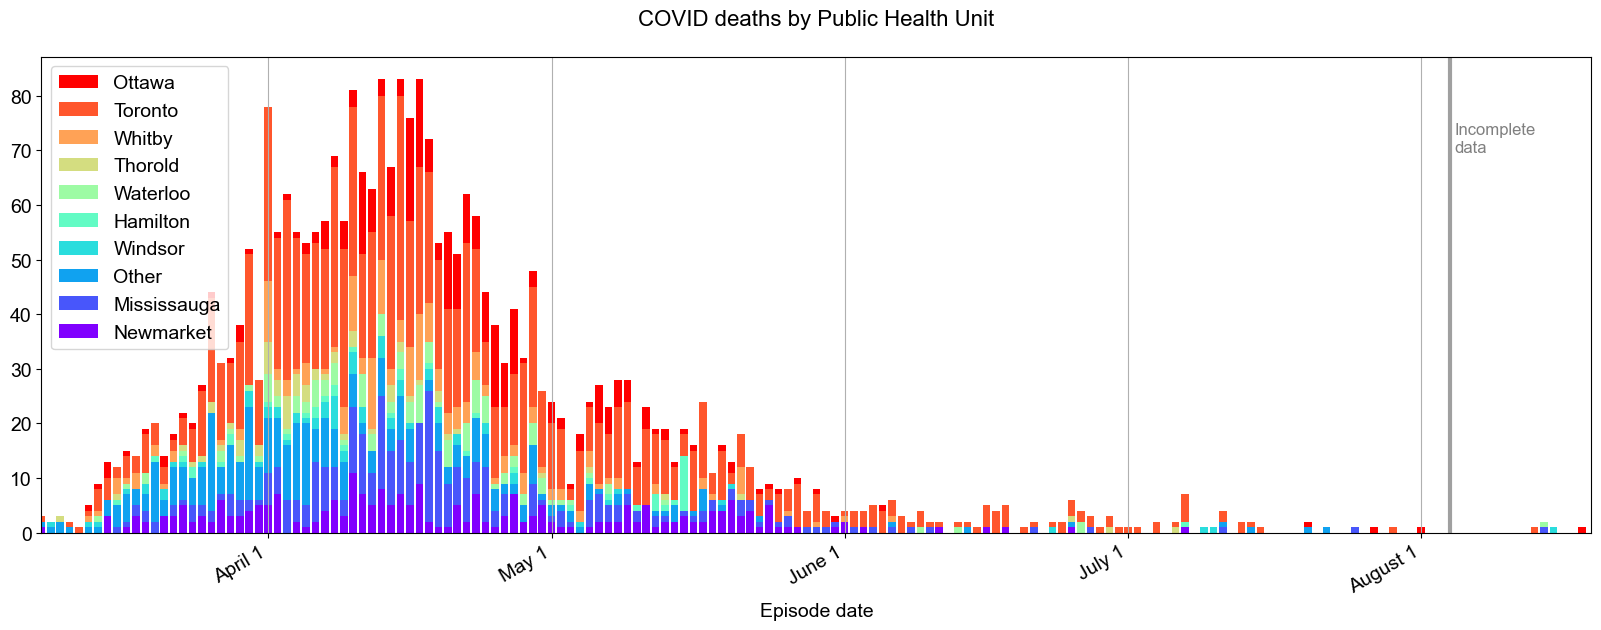 COVID deaths by Public Health Unit
Ottawa
Toronto
Whitby
Thorold
Waterloo
Hamilton
Windsor
Other
Mississauga
Newmarket
Incomplete
data
80
70
60
50
40
30
20
10
0
April 1
May 1
June 1
July 1
August 1
Episode date